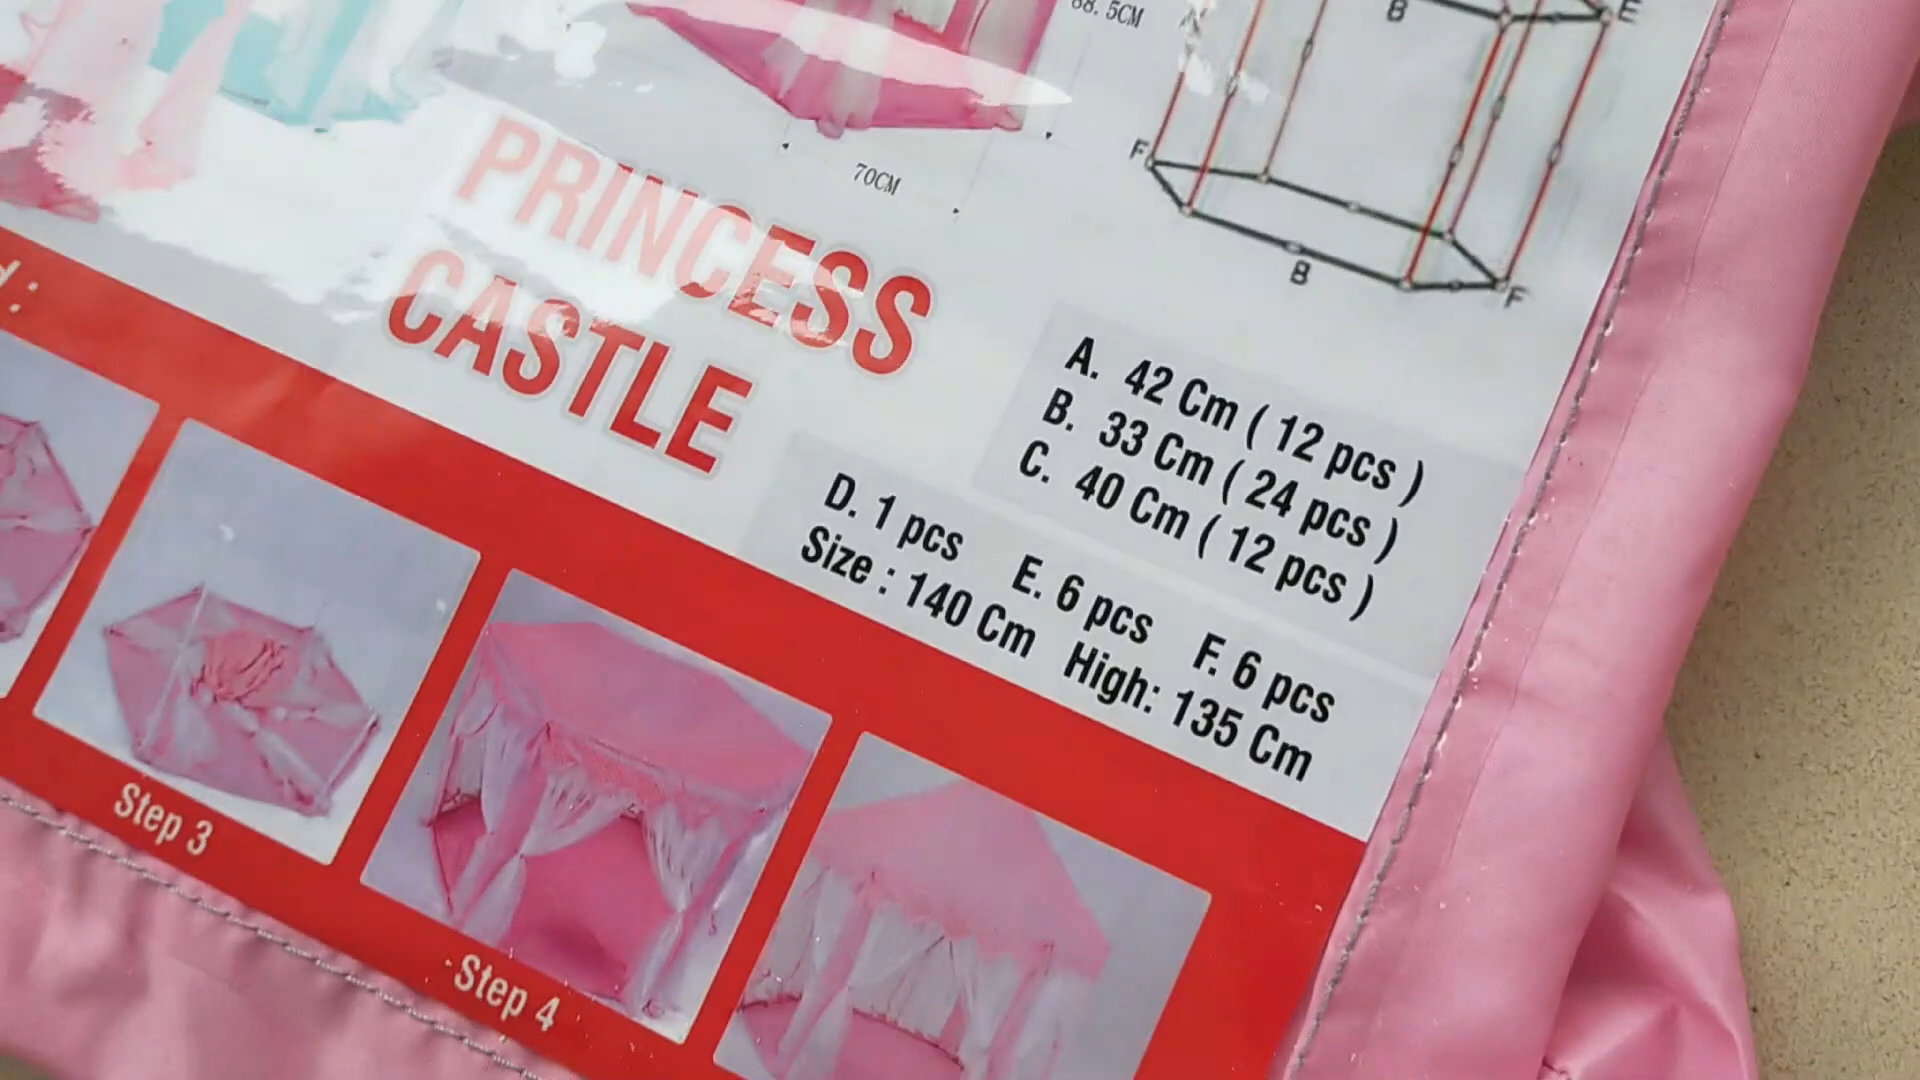 88.5CM
B
E
F
70CM
B
F
PRINCESS
CASTLE
A. 42 Cm ( 12 pcs )
B. 33 Cm ( 24 pcs )
C. 40 Cm ( 12 pcs )
D. 1 pcs E. 6 pcs F. 6 pcs
Size : 140 Cm High: 135 Cm
Step 3
Step 4